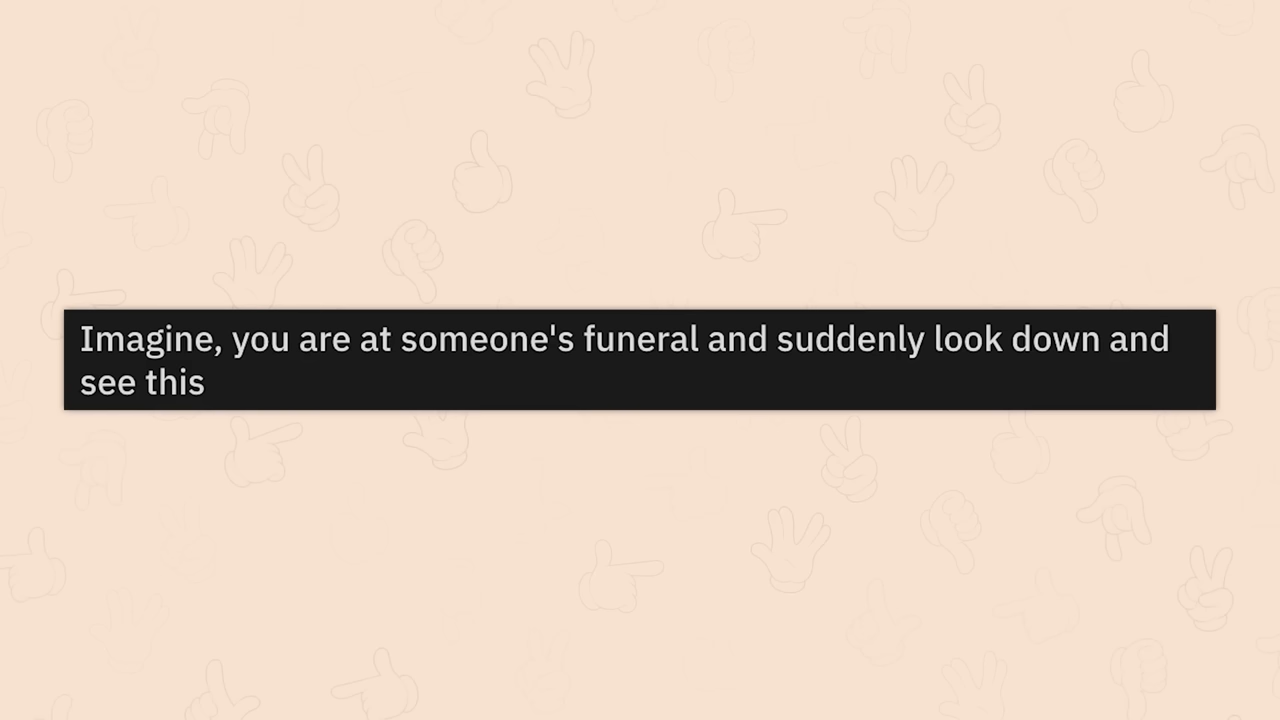 Imagine, you are at someone's funeral and suddenly look down and
see this